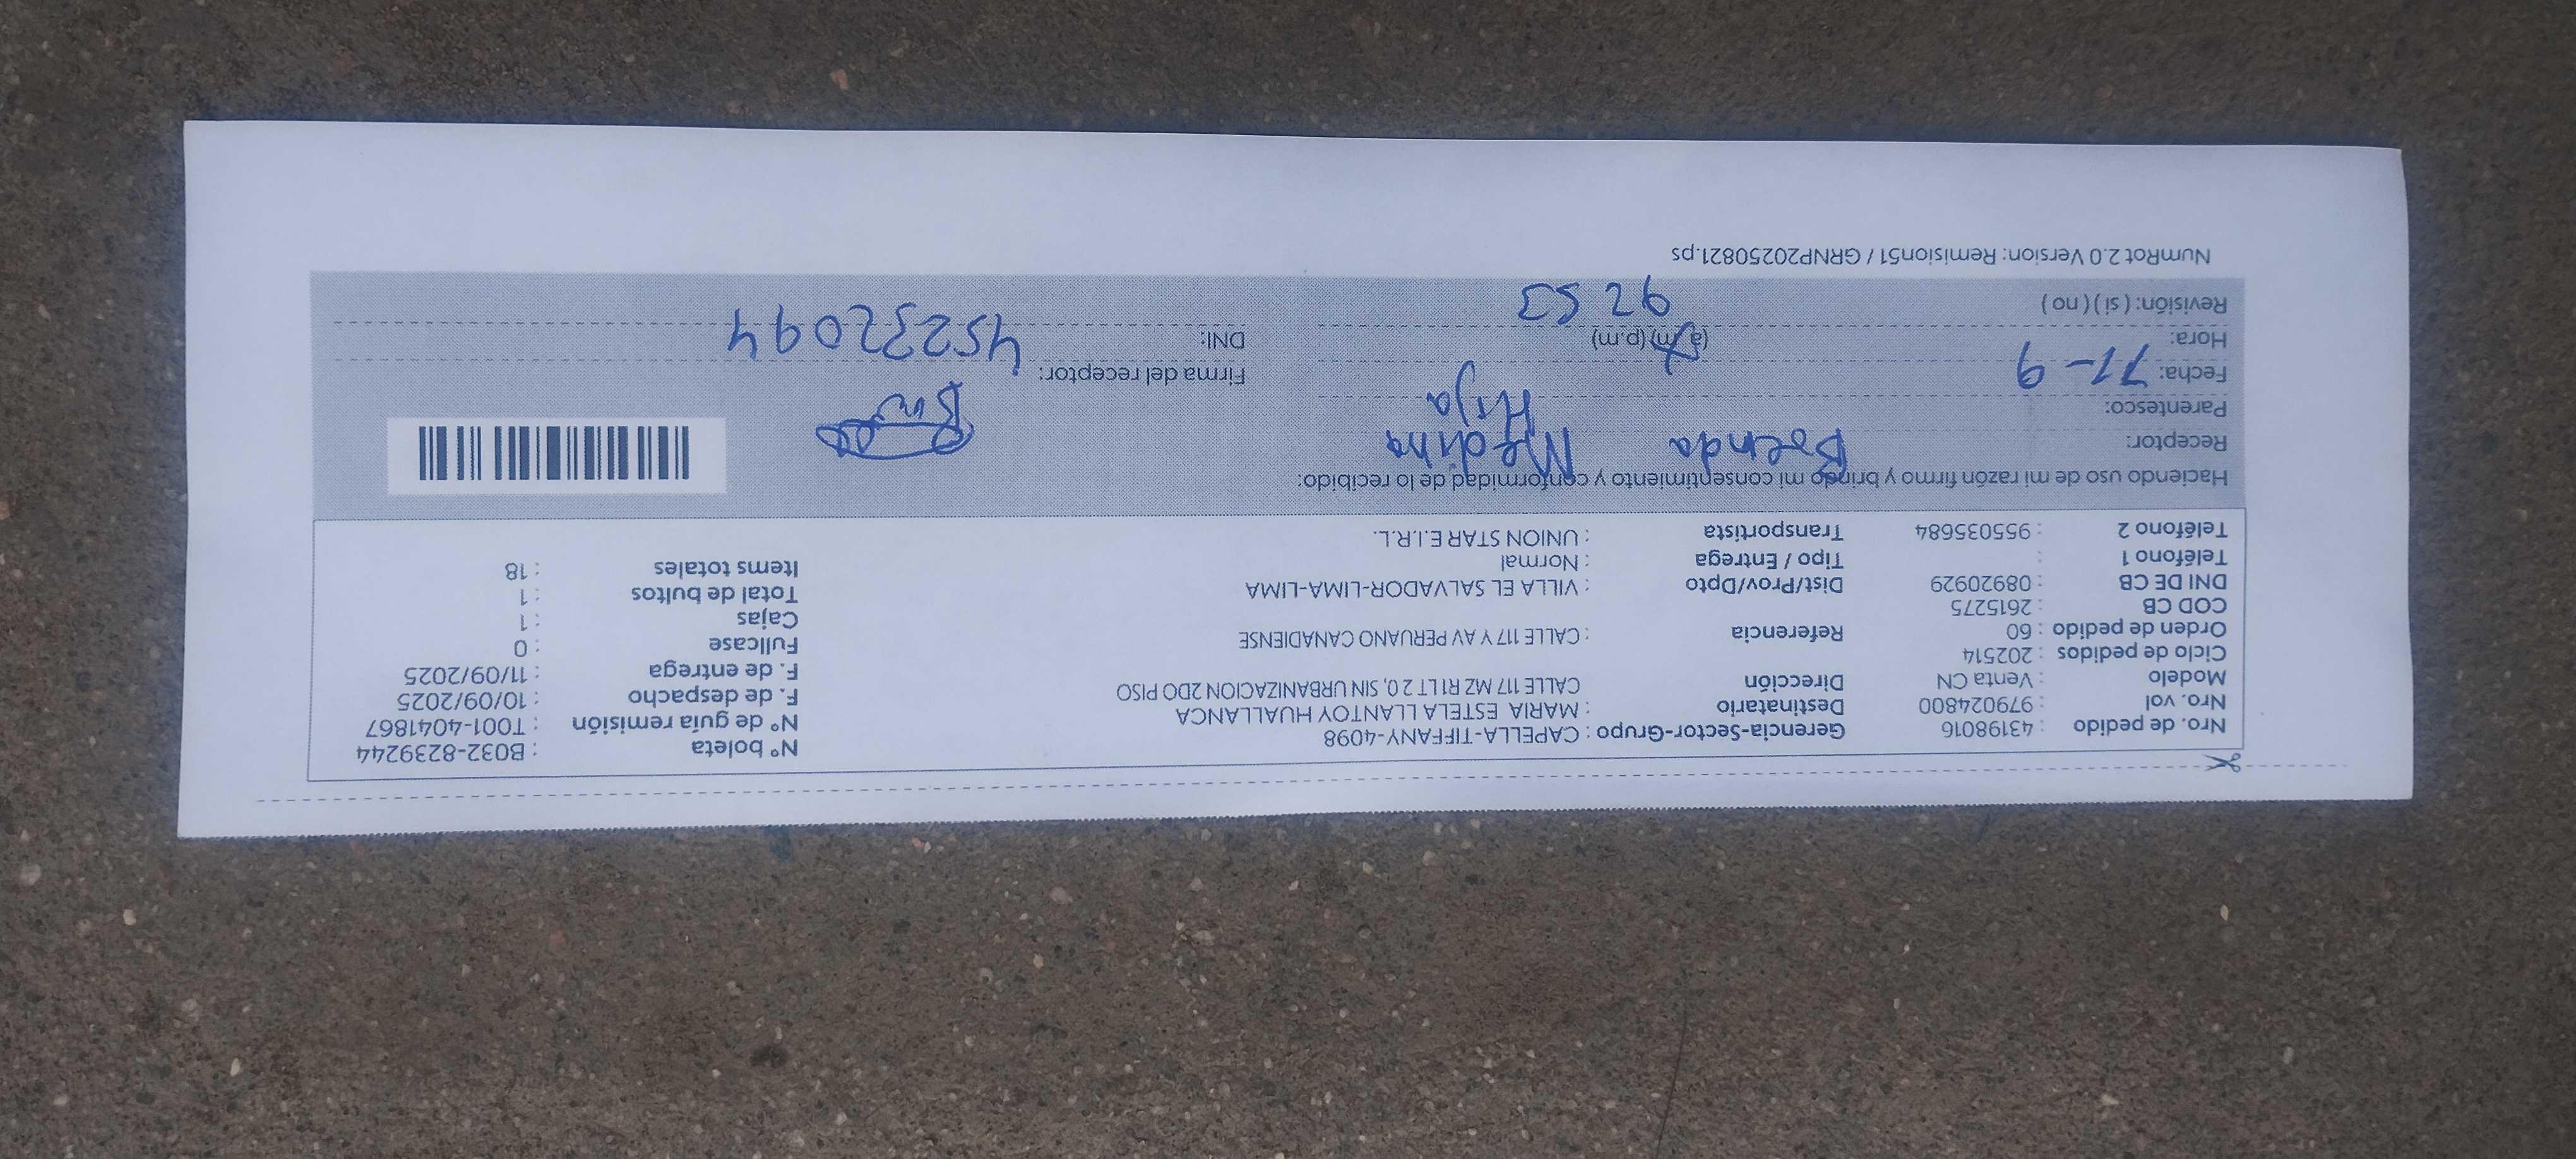 Nro. de pedido : 43198016
Nro. vol : 979024800
Modelo : Venta CN
Ciclo de pedidos : 202514
Orden de pedido : 60
COD CB : 2615275
DNI DE CB : 08920929
Teléfono 1 :
Teléfono 2 : 955035684
Gerencia-Sector-Grupo : CAPELLA-TIFFANY-4098
Destinatario : MARIA ESTELA LLANTOY HUALLANCA
Dirección CALLE 117 MZ R1 LT 2 0, SIN URBANIZACION 2DO PISO
Referencia : CALLE 117 Y AV PERUANO CANADIENSE
Dist/Prov/Dpto : VILLA EL SALVADOR-LIMA-LIMA
Tipo / Entrega : Normal
Transportista : UNION STAR E.I.R.L.
N° boleta : B032-8239244
N° de guía remisión : T001-4041867
F. de despacho : 10/09/2025
F. de entrega : 11/09/2025
Fullcase : 0
Cajas : 1
Total de bultos : 1
Items totales : 18
Haciendo uso de mi razón firmo y brindo mi consentimiento y conformidad de lo recibido:
Receptor: Brenda Medina
Parentesco: Hija
Fecha: 11-9
Hora: (a.m) (p.m)
Revisión: ( si ) ( no )
Firma del receptor:
DNI: 45232094
NumRot 2.0 Version: Remision51 / GRNP20250821.ps